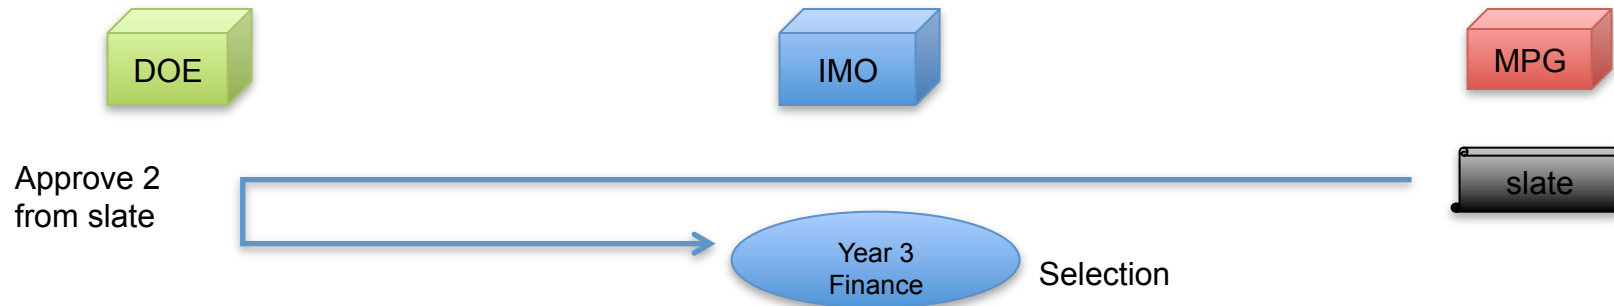 DOE
IMO
MPG
Approve 2
from slate
slate
Year 3
Finance
Selection